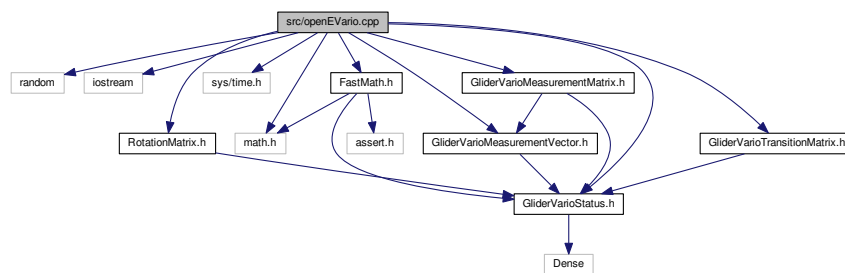 src/openEVario.cpp
random
iostream
sys/time.h
FastMath.h
GliderVarioMeasurementMatrix.h
RotationMatrix.h
math.h
assert.h
GliderVarioMeasurementVector.h
GliderVarioTransitionMatrix.h
GliderVarioStatus.h
Dense